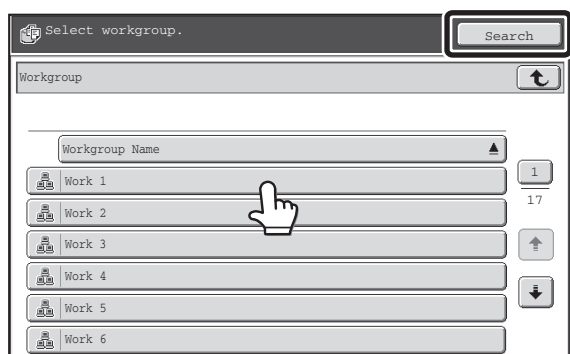 Select workgroup.
Search
Workgroup
Workgroup Name
1
17
Work 1
Work 2
Work 3
Work 4
Work 5
Work 6